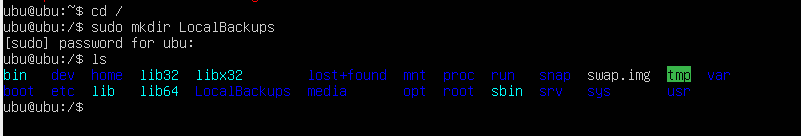 ubu@ubu:~$ cd /
ubu@ubu:/$ sudo mkdir LocalBackups
[sudo] password for ubu:
ubu@ubu:/$ ls
bin dev home lib32 libx32 lost+found mnt proc run snap swap.img tmp var
boot etc lib lib64 LocalBackups media opt root sbin srv sys usr
ubu@ubu:/$